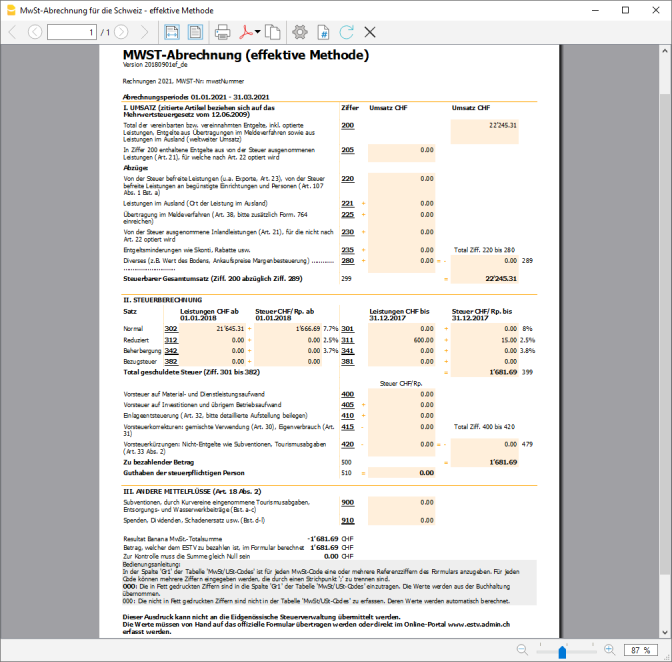 MwSt-Abrechnung für die Schweiz - effektive Methode
1 / 1
MWST-Abrechnung (effektive Methode)
Version 20180901ef_de
Rechnungen 2021, MWST-Nr: mwstNummer
Abrechnungsperiode: 01.01.2021 - 31.03.2021
I. UMSATZ (zitierte Artikel beziehen sich auf das Mehrwertsteuergesetz vom 12.06.2009) Ziffer Umsatz CHF Umsatz CHF
Total der vereinbarten bzw. vereinnahmten Entgelte, inkl. optierte 200 22'245.31
Leistungen, Entgelte aus Übertragungen im Meldeverfahren sowie aus
Leistungen im Ausland (weltweiter Umsatz)
In Ziffer 200 enthaltene Entgelte aus von der Steuer ausgenommenen 205 0.00
Leistungen (Art. 21), für welche nach Art. 22 optiert wird
Abzüge:
Von der Steuer befreite Leistungen (u.a. Exporte, Art. 23), von der Steuer 220 0.00
befreite Leistungen an begünstigte Einrichtungen und Personen (Art. 107
Abs. 1 Bst. a)
Leistungen im Ausland (Ort der Leistung im Ausland) 221 + 0.00
Übertragung im Meldeverfahren (Art. 38, bitte zusätzlich Form. 764 225 + 0.00
einreichen)
Von der Steuer ausgenommene Inlandleistungen (Art. 21), für die nicht nach 230 + 0.00
Art. 22 optiert wird
Entgeltsminderungen wie Skonti, Rabatte usw. 235 + 0.00 Total Ziff. 220 bis 280
Diverses (z.B. Wert des Bodens, Ankaufspreise Margenbesteuerung) ........... 280 + 0.00 = - 0.00 289
.........................
Steuerbarer Gesamtumsatz (Ziff. 200 abzüglich Ziff. 289) 299 = 22'245.31
II. STEUERBERECHNUNG
Satz Leistungen CHF ab 01.01.2018 Steuer CHF/ Rp. ab 01.01.2018 Leistungen CHF bis 31.12.2017 Steuer CHF/ Rp. bis 31.12.2017
Normal 302 21'645.31 + 1'666.69 7.7% 301 0.00 + 0.00 8%
Reduziert 312 0.00 + 0.00 2.5% 311 600.00 + 15.00 2.5%
Beherbergung 342 0.00 + 0.00 3.7% 341 0.00 + 0.00 3.8%
Bezugsteuer 382 0.00 + 0.00 381 0.00 + 0.00
Total geschuldete Steuer (Ziff. 301 bis 382) = 1'681.69 399
Steuer CHF/Rp.
Vorsteuer auf Material- und Dienstleistungsaufwand 400 0.00
Vorsteuer auf Investitionen und übrigem Betriebsaufwand 405 + 0.00
Einlageentsteuerung (Art. 32, bitte detaillierte Aufstellung beilegen) 410 + 0.00
Vorsteuerkorrekturen: gemischte Verwendung (Art. 30), Eigenverbrauch (Art. 415 - 0.00 Total Ziff. 400 bis 420
31)
Vorsteuerkürzungen: Nicht-Entgelte wie Subventionen, Tourismusabgaben 420 - 0.00 = - 0.00 479
(Art. 33 Abs. 2)
Zu bezahlender Betrag 500 = 1'681.69
Guthaben der steuerpflichtigen Person 510 = 0.00
III. ANDERE MITTELFLÜSSE (Art. 18 Abs. 2)
Subventionen, durch Kurvereine eingenommene Tourismusabgaben, 900 0.00
Entsorgungs- und Wasserwerkbeiträge (Bst. a-c)
Spenden, Dividenden, Schadenersatz usw. (Bst. d-l) 910 0.00
Resultat Banana MwSt.-Totalsumme -1'681.69 CHF
Betrag, welcher dem ESTV zu bezahlen ist, im Formular berechnet 1'681.69 CHF
Zur Kontrolle muss die Summe gleich Null sein 0.00 CHF
Bedienungsanleitung:
In der Spalte 'Gr1' der Tabelle 'MwSt/USt-Codes' ist für jeden MwSt-Code eine oder mehrere Referenzziffern des Formulars anzugeben. Für jeden
Code können mehrere Ziffern eingegeben werden, die durch einen Strichpunkt ';' zu trennen sind.
000: Die in Fett gedruckten Ziffern sind in die Spalte 'Gr1' der Tabelle 'MwSt/USt-Codes' einzutragen. Die Werte werden aus der Buchhaltung
übernommen.
000: Die nicht in Fett gedruckten Ziffern sind nicht in der Tabelle 'MwSt/USt-Codes' zu erfassen. Deren Werte werden automatisch berechnet.
Dieser Ausdruck kann nicht an die Eidgenössische Steuerverwaltung übermittelt werden.
Die Werte müssen von Hand auf das offizielle Formular übertragen werden oder direkt im Online-Portal www.estv.admin.ch
erfasst werden.
87 %